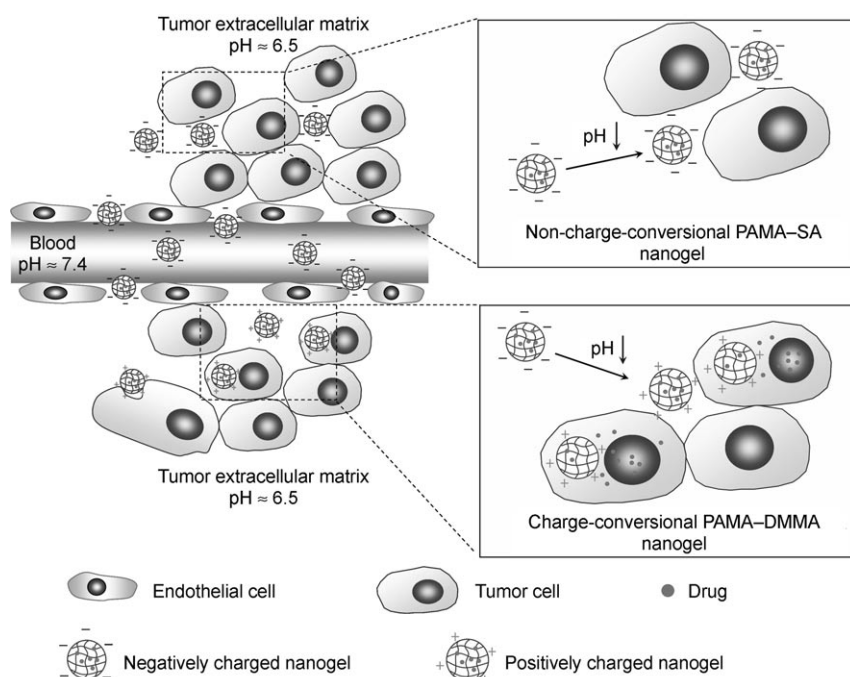 Tumor extracellular matrix
pH ≈ 6.5
pH ↓
Non-charge-conversional PAMA–SA
nanogel
Blood
pH ≈ 7.4
pH ↓
Tumor extracellular matrix
pH ≈ 6.5
Charge-conversional PAMA–DMMA
nanogel
Endothelial cell
Tumor cell
Drug
Negatively charged nanogel
Positively charged nanogel